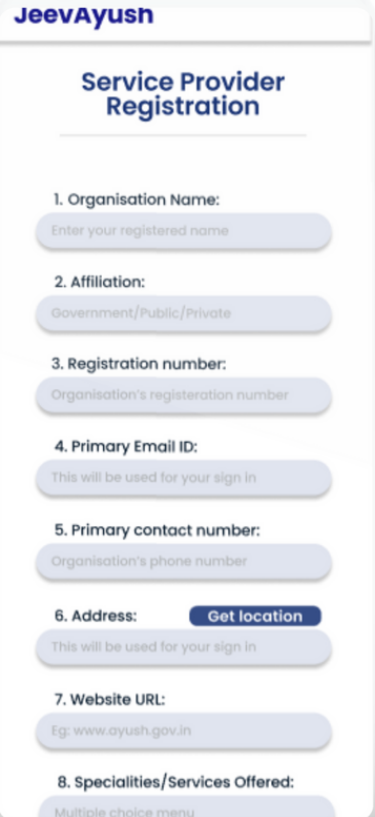 JeevAyush
Service Provider
Registration
1. Organisation Name:
Enter your registered name
2. Affiliation:
Government/Public/Private
3. Registration number:
Organisation's registeration number
4. Primary Email ID:
This will be used for your sign in
5. Primary contact number:
Organisation's phone number
6. Address: Get location
This will be used for your sign in
7. Website URL:
Eg: www.ayush.gov.in
8. Specialities/Services Offered:
Multiple choice menu